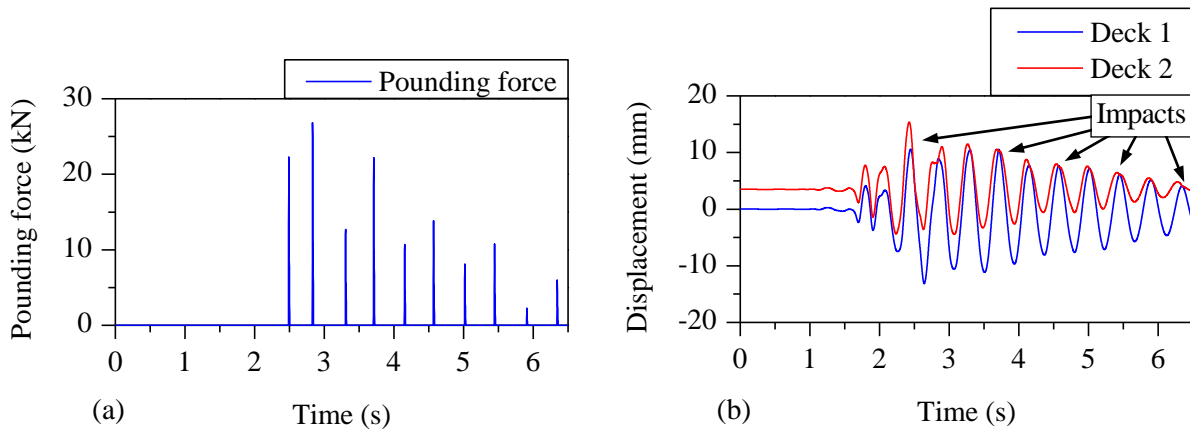 Pounding force
Pounding force (kN)
30
20
10
0
0 1 2 3 4 5 6
(a)
Time (s)
Deck 1
Deck 2
Impacts
Displacement (mm)
20
10
0
-10
-20
0 1 2 3 4 5 6
(b)
Time (s)